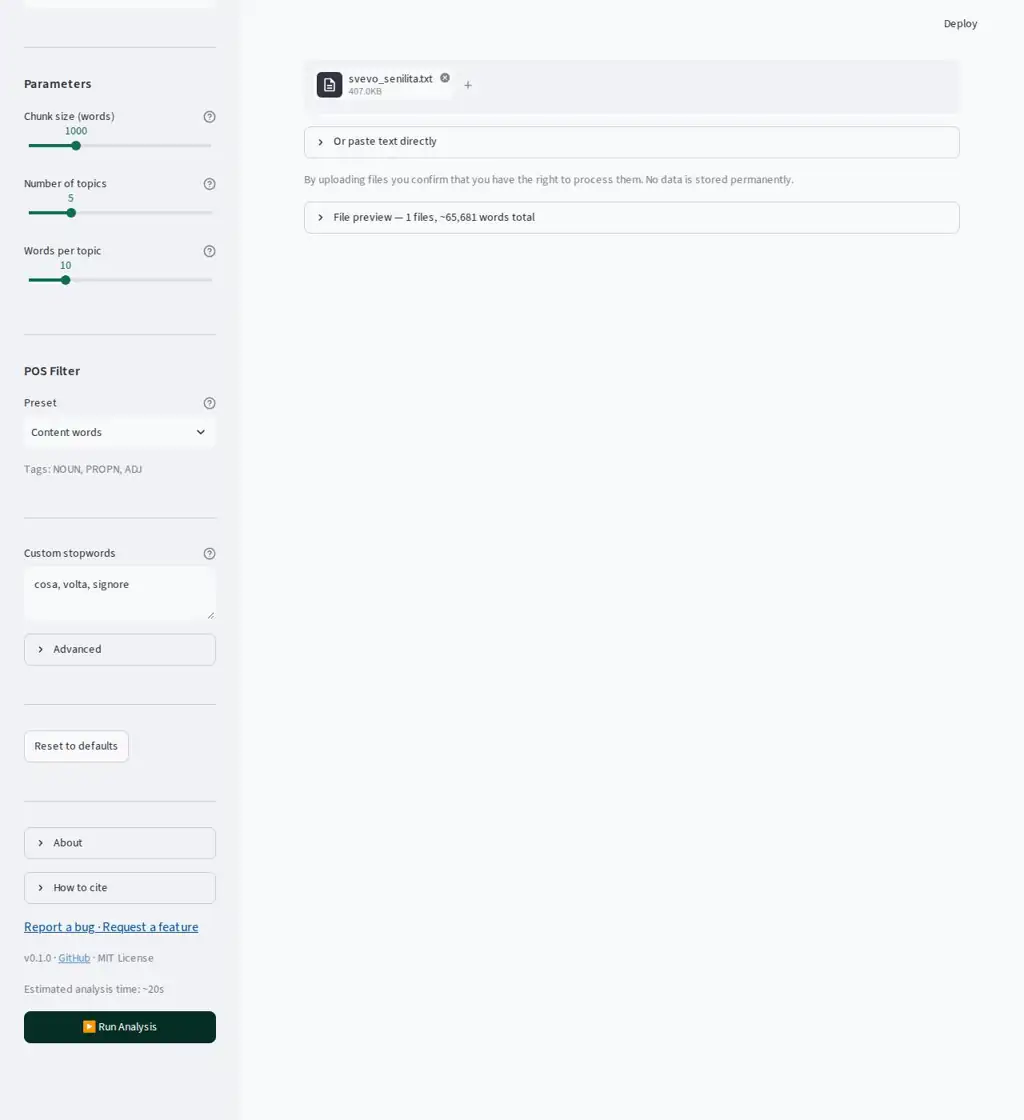 Deploy
Parameters
Chunk size (words)
1000
Number of topics
5
Words per topic
10
POS Filter
Preset
Content words
Tags: NOUN, PROPN, ADJ
Custom stopwords
cosa, volta, signore
Advanced
Reset to defaults
About
How to cite
Report a bug · Request a feature
v0.1.0 · GitHub · MIT License
Estimated analysis time: ~20s
Run Analysis
svevo_senilita.txt
407.0KB
Or paste text directly
By uploading files you confirm that you have the right to process them. No data is stored permanently.
File preview — 1 files, ~65,681 words total